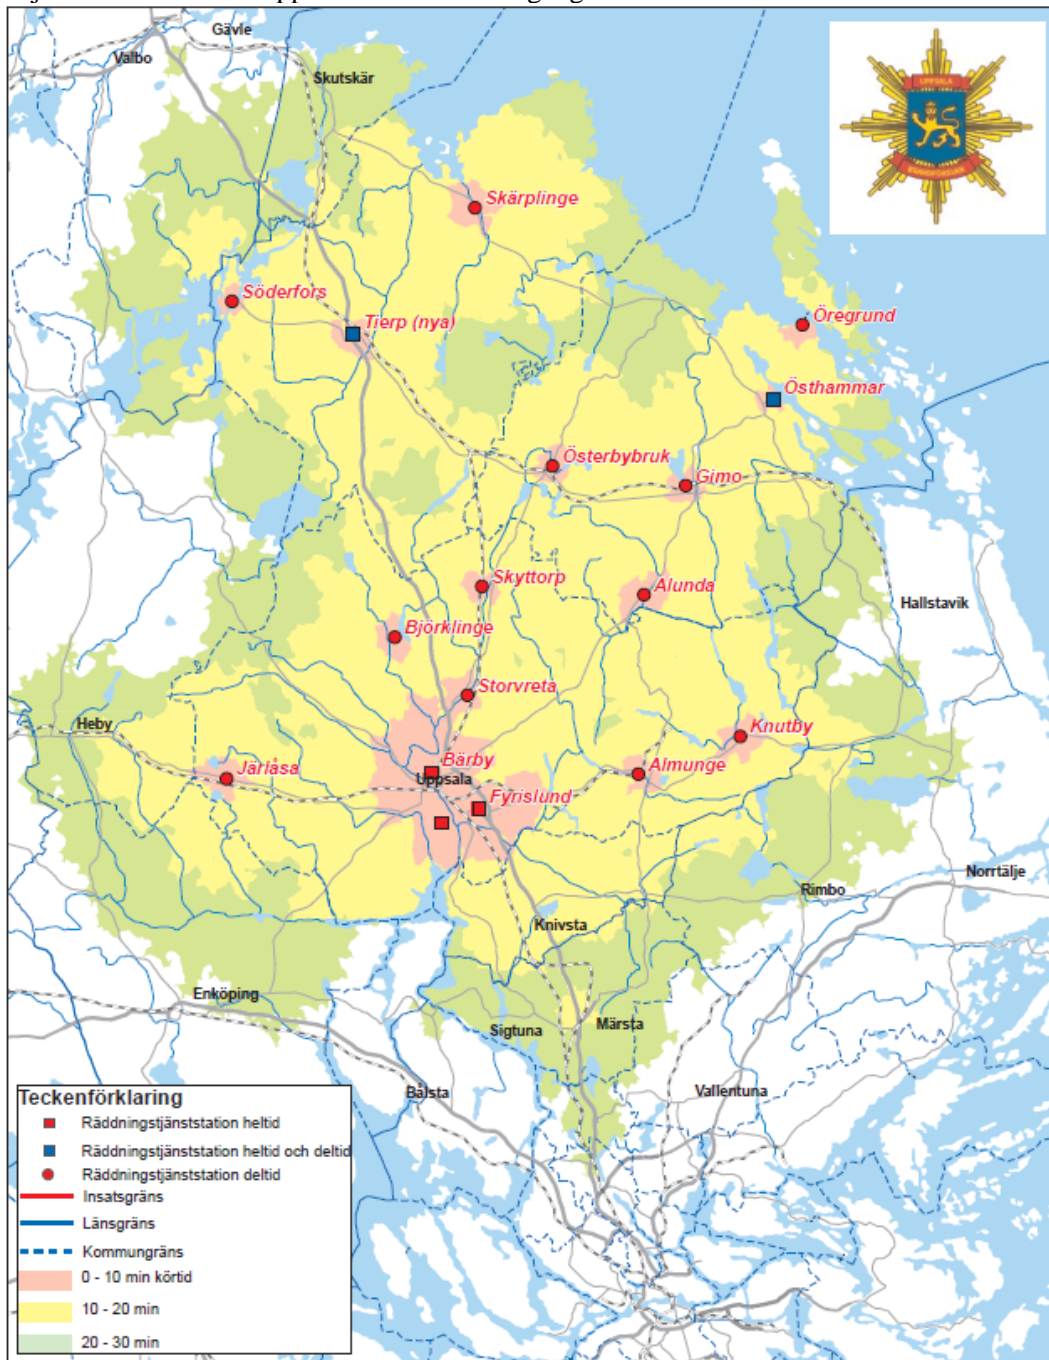 Gävle
Valbo
Skutskär
UPPSALA
BRANDFÖRSVAR
Skärplinge
Söderfors
Tierp (nya)
Öregrund
Östhammar
Österbybruk
Gimo
Skyttorp
Alunda
Hallstavik
Björklinge
Storvreta
Heby
Knutby
Järlåsa
Bärby
Uppsala
Almunge
Fyrislund
Norrtälje
Rimbo
Knivsta
Enköping
Sigtuna
Märsta
Bålsta
Vallentuna
Teckenförklaring
Räddningstjänststation heltid
Räddningstjänststation heltid och deltid
Räddningstjänststation deltid
Insatsgräns
Länsgräns
Kommungräns
0 - 10 min körtid
10 - 20 min
20 - 30 min